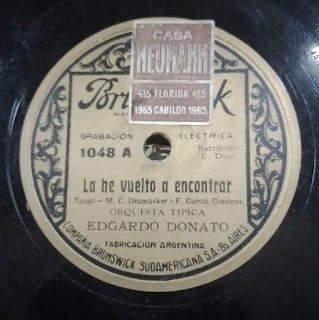 CASA
NEUMANN
415 FLORIDA 415
1965 CABILDO 1965
Brunswick
GRABACION ELECTRICA
1048 A
Estribillo
L. Diaz
La he vuelto a encontrar
Tango - M. C. Dramacker - F. Garcia Gimenez
ORQUESTA TIPICA
EDGARDO DONATO
FABRICACION ARGENTINA
COMPAÑIA BRUNSWICK SUDAMERICANA S.A - Bs AIRES